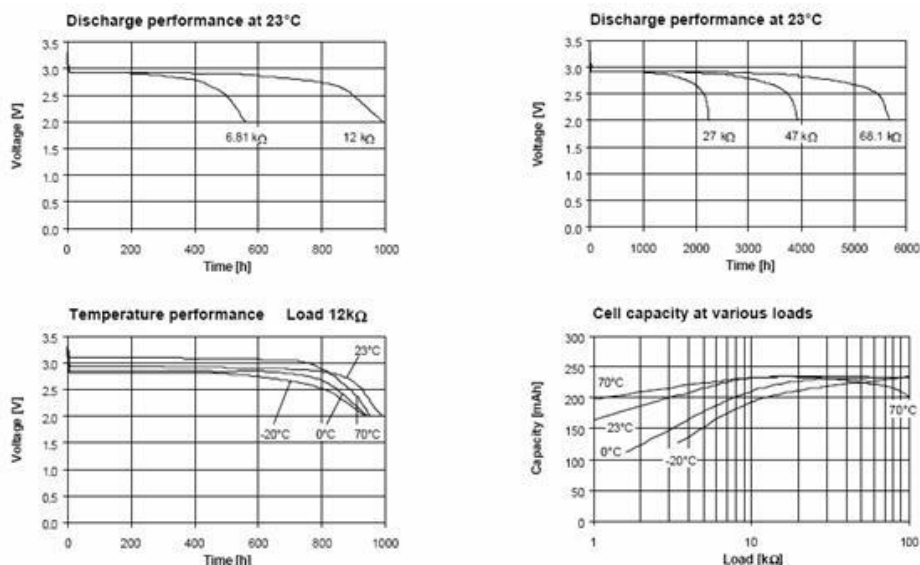 Discharge performance at 23°C
3.5
3.0
2.5
2.0
1.5
1.0
0.5
0.0
Voltage [V]
6.81 kΩ
12 kΩ
0
200
400
600
800
1000
Time [h]
Discharge performance at 23°C
3.5
3.0
2.5
2.0
1.5
1.0
0.5
0.0
Voltage [V]
27 kΩ
47 kΩ
68.1 kΩ
0
1000
2000
3000
4000
5000
6000
Time [h]
Temperature performance Load 12kΩ
3.5
3.0
2.5
2.0
1.5
1.0
0.5
0.0
Voltage [V]
23°C
-20°C
0°C
70°C
0
200
400
600
800
1000
Time [h]
Cell capacity at various loads
300
250
200
150
100
50
0
Capacity [mAh]
70°C
23°C
0°C
-20°C
70°C
1
10
100
Load [kΩ]